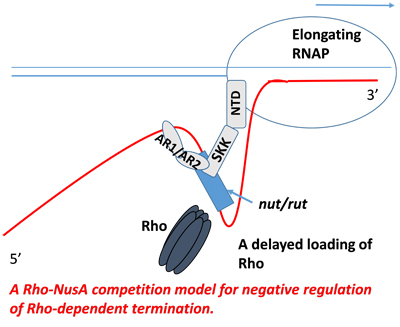 Elongating
RNAP
NTD
3’
AR1/AR2
SKK
nut/rut
Rho
A delayed loading of
Rho
5’
A Rho-NusA competition model for negative regulation
of Rho-dependent termination.